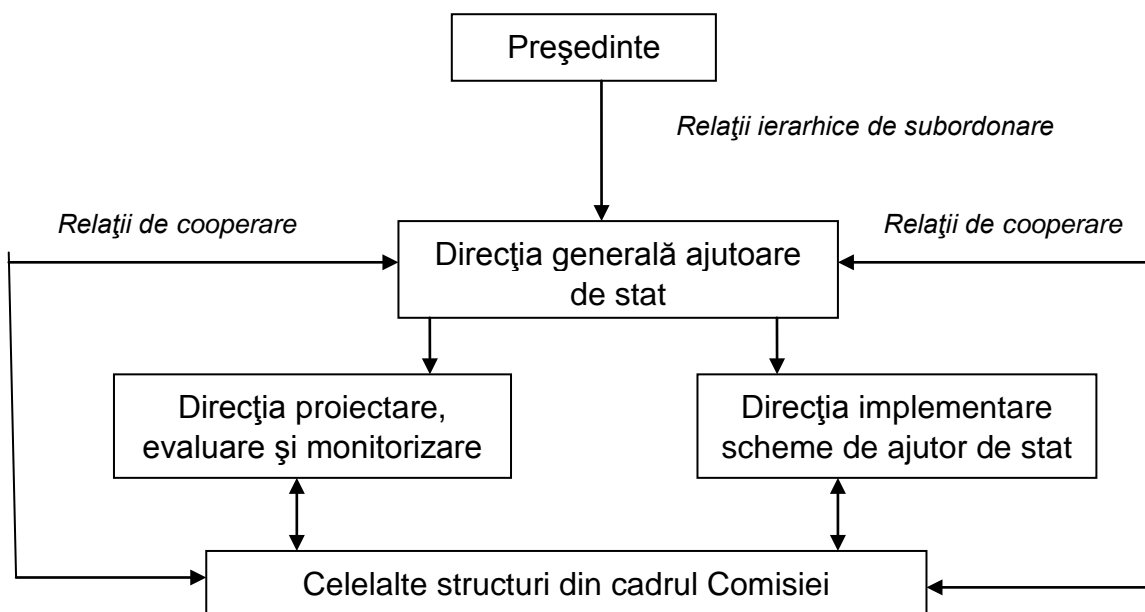 Preşedinte
Relaţii ierarhice de subordonare
Relaţii de cooperare
Relaţii de cooperare
Direcţia generală ajutoare
de stat
Direcţia proiectare,
evaluare şi monitorizare
Direcţia implementare
scheme de ajutor de stat
Celelalte structuri din cadrul Comisiei